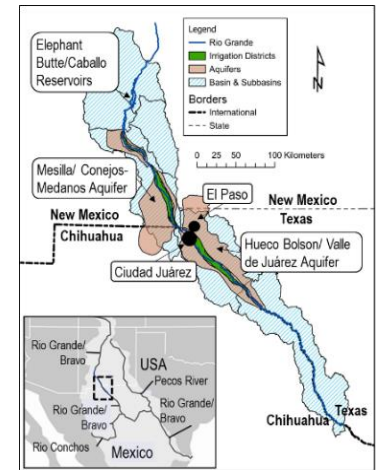 Elephant
Butte/Caballo
Reservoirs
Legend
Rio Grande
Irrigation Districts
Aquifers
Basin & Subbasins
Borders
International
State
N
0 25 50 100 Kilometers
Mesilla/ Conejos-
Medanos Aquifer
El Paso
New Mexico
Texas
New Mexico
Chihuahua
Hueco Bolson/ Valle
de Juárez Aquifer
Ciudad Juárez
Rio Grande/
Bravo
USA
Pecos River
Rio Grande/
Bravo
Rio Grande/
Bravo
Rio Conchos
Mexico
Texas
Chihuahua